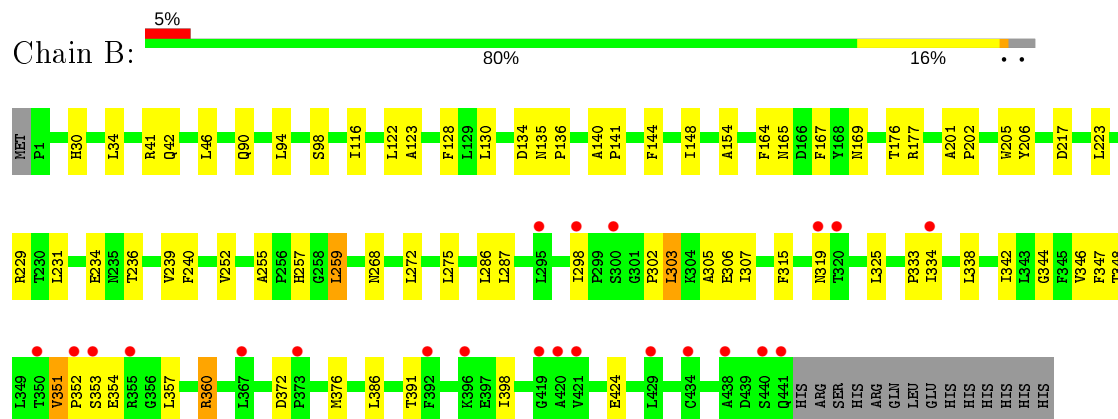 5%
Chain B:
80%
16%
MET P1 H30 L34 R41 Q42 L46 Q90 L94 S98 I116 L122 A123 F128 L129 L130 D134 N135 P136 A140 P141 F144 I148 A154 F164 N165 D166 F167 Y168 N169 T176 R177 A201 P202 W205 Y206 D217 L223
R229 T230 L231 E234 N235 T236 V239 F240 V252 A255 P256 H257 G258 L259 N268 L272 L275 L286 L287 L295 I298 P299 S300 G301 P302 L303 K304 A305 E306 I307 F315 N319 T320 L325 P333 I334 L338 I342 L343 G344 F345 V346 F347 T348
L349 T350 V351 P352 S353 E354 R355 G356 L357 R360 L367 D372 P373 M376 L386 T391 F392 K396 E397 I398 G419 A420 V421 E424 L429 C434 A438 D439 S440 Q441 HIS ARG SER HIS ARG GLN LEU GLU HIS HIS HIS HIS HIS HIS